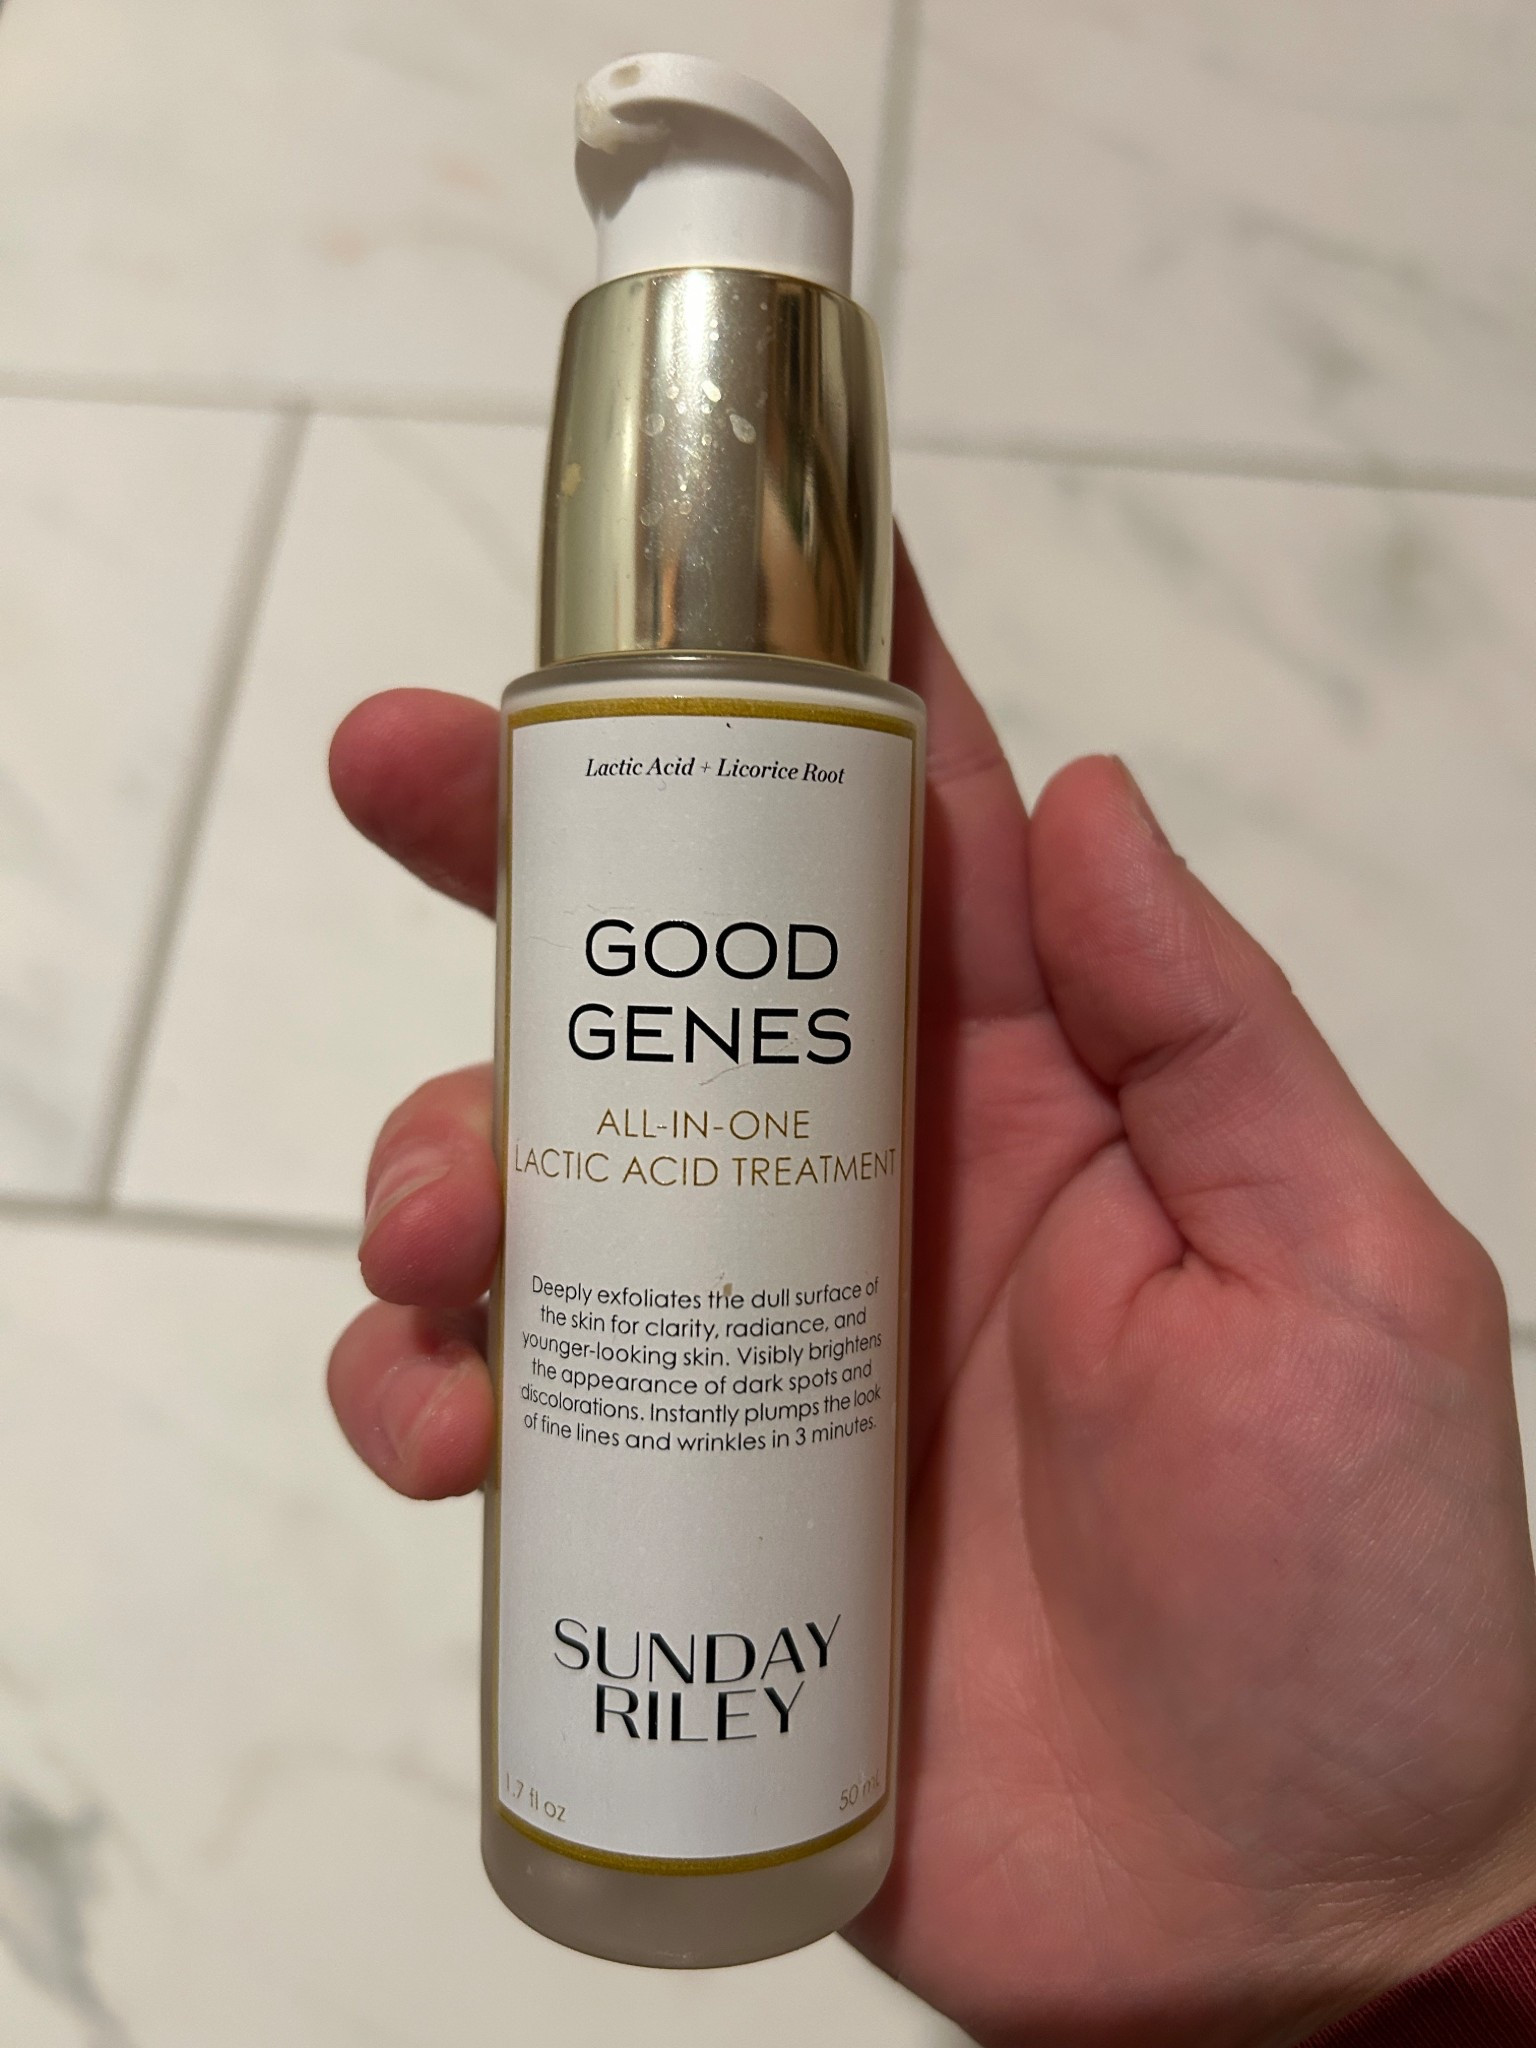 Lactic Acid + Licorice Root
GOOD
GENES
ALL-IN-ONE
LACTIC ACID TREATMENT
Deeply exfoliates the dull surface of
the skin for clarity, radiance, and
younger-looking skin. Visibly brightens
the appearance of dark spots and
discolorations. Instantly plumps the look
of fine lines and wrinkles in 3 minutes.
SUNDAY
RILEY
1.7 fl oz
50 mL